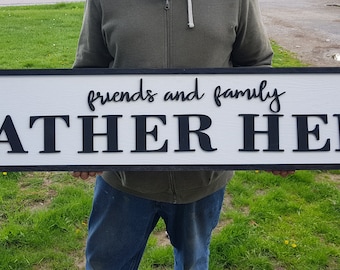 friends and family
ATHER HE